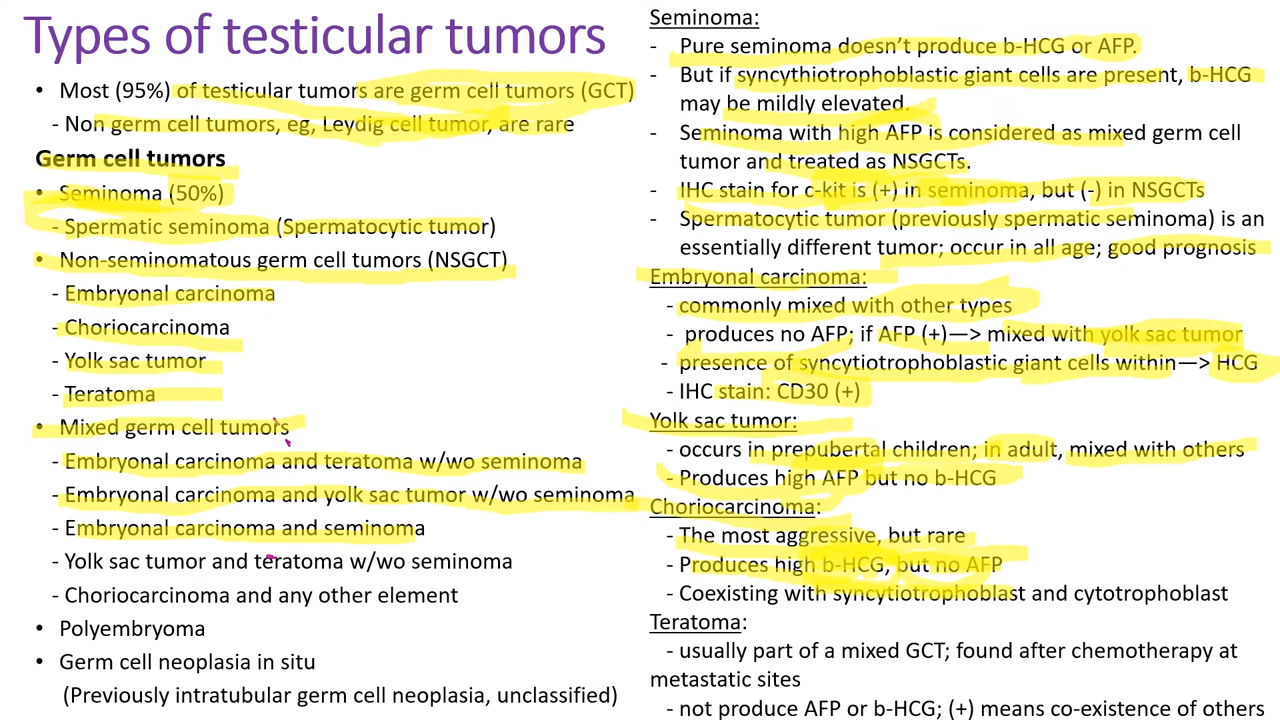 Types of testicular tumors
• Most (95%) of testicular tumors are germ cell tumors (GCT)
- Non germ cell tumors, eg, Leydig cell tumor, are rare
Germ cell tumors
• Seminoma (50%)
- Spermatic seminoma (Spermatocytic tumor)
• Non-seminomatous germ cell tumors (NSGCT)
- Embryonal carcinoma
- Choriocarcinoma
- Yolk sac tumor
- Teratoma
• Mixed germ cell tumors
- Embryonal carcinoma and teratoma w/wo seminoma
- Embryonal carcinoma and yolk sac tumor w/wo seminoma
- Embryonal carcinoma and seminoma
- Yolk sac tumor and teratoma w/wo seminoma
- Choriocarcinoma and any other element
• Polyembryoma
• Germ cell neoplasia in situ
(Previously intratubular germ cell neoplasia, unclassified)
Seminoma:
- Pure seminoma doesn't produce b-HCG or AFP.
- But if syncythiotrophoblastic giant cells are present, b-HCG
may be mildly elevated.
- Seminoma with high AFP is considered as mixed germ cell
tumor and treated as NSGCTs.
- IHC stain for c-kit is (+) in seminoma, but (-) in NSGCTs
- Spermatocytic tumor (previously spermatic seminoma) is an
essentially different tumor; occur in all age; good prognosis
Embryonal carcinoma:
- commonly mixed with other types
- produces no AFP; if AFP (+)—> mixed with yolk sac tumor
- presence of syncytiotrophoblastic giant cells within—> HCG
- IHC stain: CD30 (+)
Yolk sac tumor:
- occurs in prepubertal children; in adult, mixed with others
- Produces high AFP but no b-HCG
Choriocarcinoma:
- The most aggressive, but rare
- Produces high b-HCG, but no AFP
- Coexisting with syncytiotrophoblast and cytotrophoblast
Teratoma:
- usually part of a mixed GCT; found after chemotherapy at
metastatic sites
- not produce AFP or b-HCG; (+) means co-existence of others